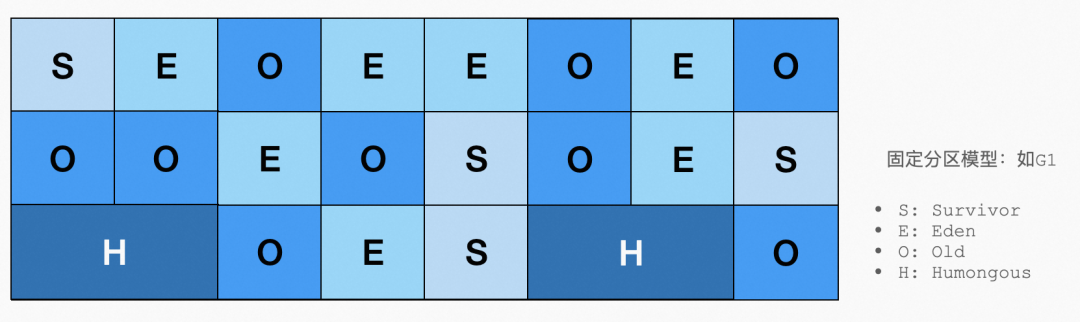 S E O E E O E O
O O E O S O E S
H O E S H O
固定分区模型：如G1
• S: Survivor
• E: Eden
• O: Old
• H: Humongous